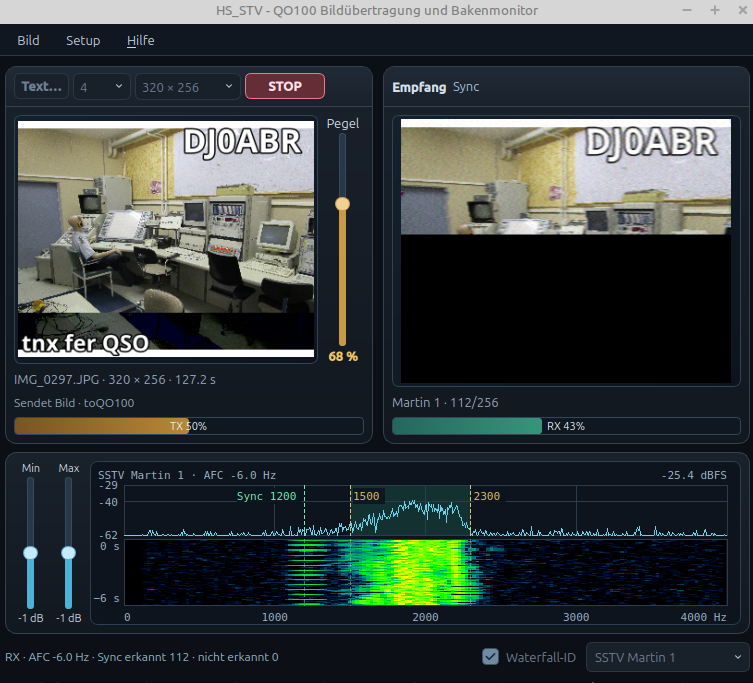 HS_STV - QO100 Bildübertragung und Bakenmonitor
Bild Setup Hilfe
Text... 4 320 × 256 STOP
Empfang Sync
Pegel
DJ0ABR
DJ0ABR
tnx fer QSO
68 %
IMG_0297.JPG · 320 × 256 · 127.2 s
Sendet Bild · toQO100
TX 50%
Martin 1 · 112/256
RX 43%
Min Max
-1 dB -1 dB
SSTV Martin 1 · AFC -6.0 Hz -25.4 dBFS
-29
Sync 1200 1500 2300
-40
-62
0 s
−6 s
0 1000 2000 3000 4000 Hz
RX · AFC -6.0 Hz · Sync erkannt 112 · nicht erkannt 0
Waterfall-ID SSTV Martin 1